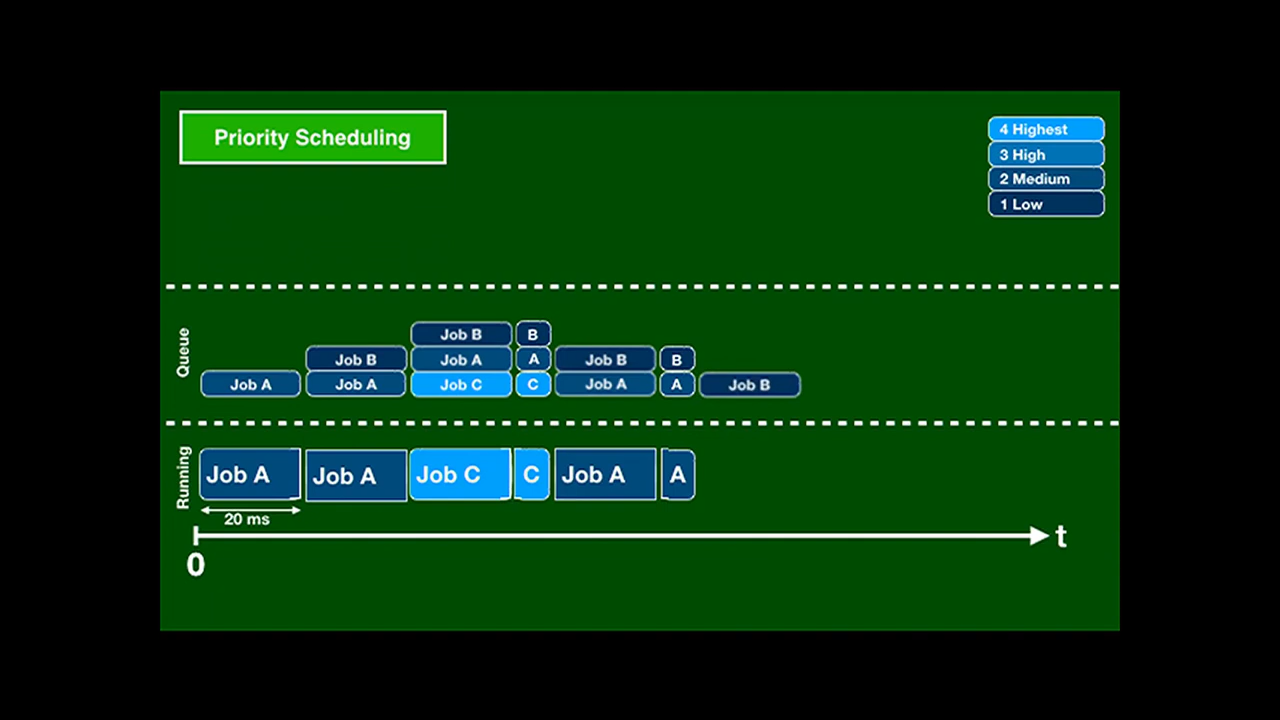 Priority Scheduling
4 Highest
3 High
2 Medium
1 Low
Queue
Job B B
Job B Job A A Job B B
Job A Job A Job C C Job A A Job B
Running
Job A Job A Job C C Job A A
20 ms
t
0